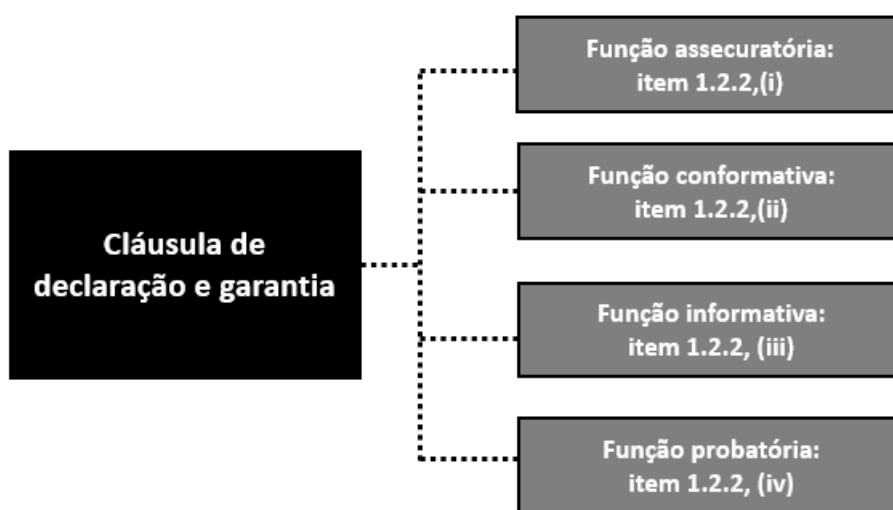 Função assecuratória:
item 1.2.2,(i)
Função conformativa:
item 1.2.2,(ii)
Cláusula de
declaração e garantia
Função informativa:
item 1.2.2, (iii)
Função probatória:
item 1.2.2, (iv)